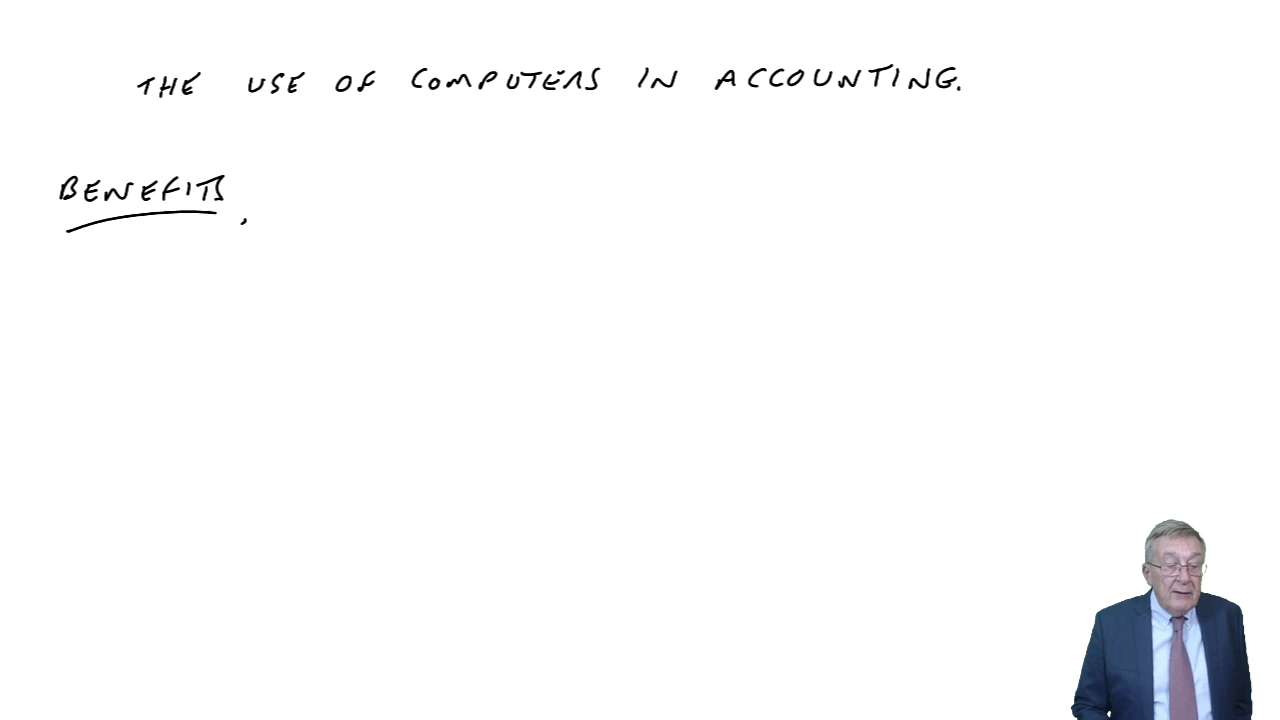 THE USE OF COMPUTERS IN ACCOUNTING.
BENEFITS.